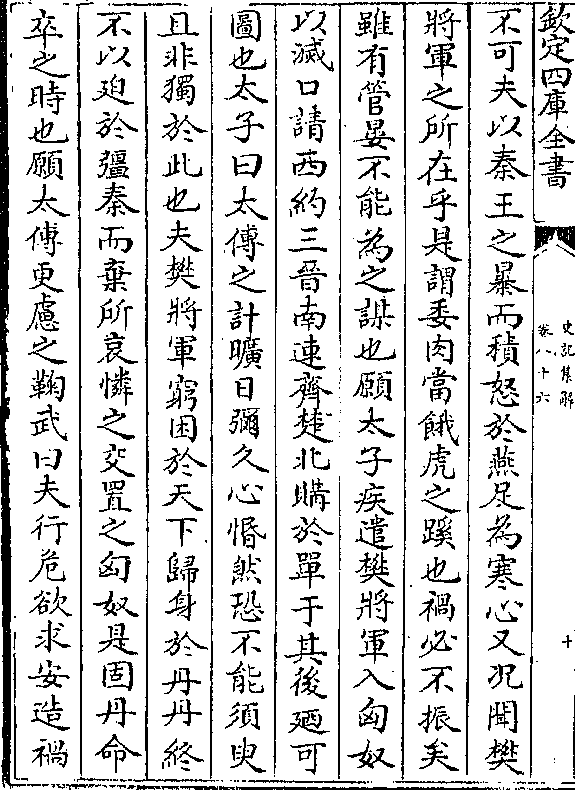 欽定四庫全書
史記集解
卷八十六
十
不可夫以秦王之暴而積怒於燕足為寒心又況聞樊
將軍之所在乎是謂委肉當餓虎之蹊也禍必不振矣
雖有管晏不能為之謀也願太子疾遣樊將軍入匈奴
以滅口請西約三晉南連齊楚北購於單于其後廼可
圖也太子曰太傅之計曠日彌久心惛然恐不能須臾
且非獨於此也夫樊將軍窮困於天下歸身於丹丹終
不以迫於彊秦而棄所哀憐之交置之匈奴是固丹命
卒之時也願太傅更慮之鞠武曰夫行危欲求安造禍